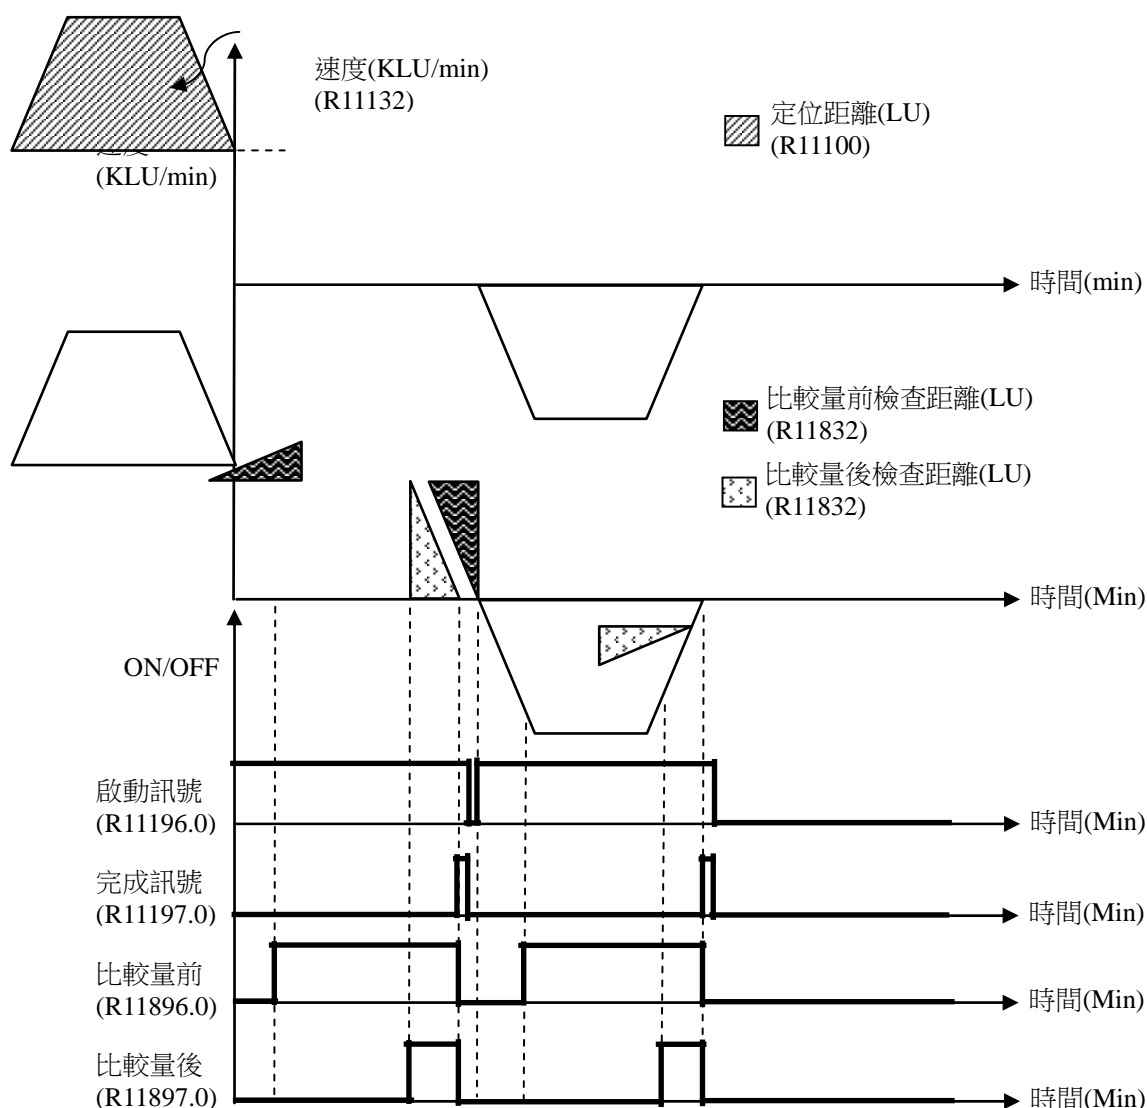 速度(KLU/min)
(R11132)
定位距離(LU)
(R11100)
速度
(KLU/min)
時間(min)
比較量前檢查距離(LU)
(R11832)
比較量後檢查距離(LU)
(R11832)
時間(Min)
ON/OFF
啟動訊號
(R11196.0)
時間(Min)
完成訊號
(R11197.0)
時間(Min)
比較量前
(R11896.0)
時間(Min)
比較量後
(R11897.0)
時間(Min)